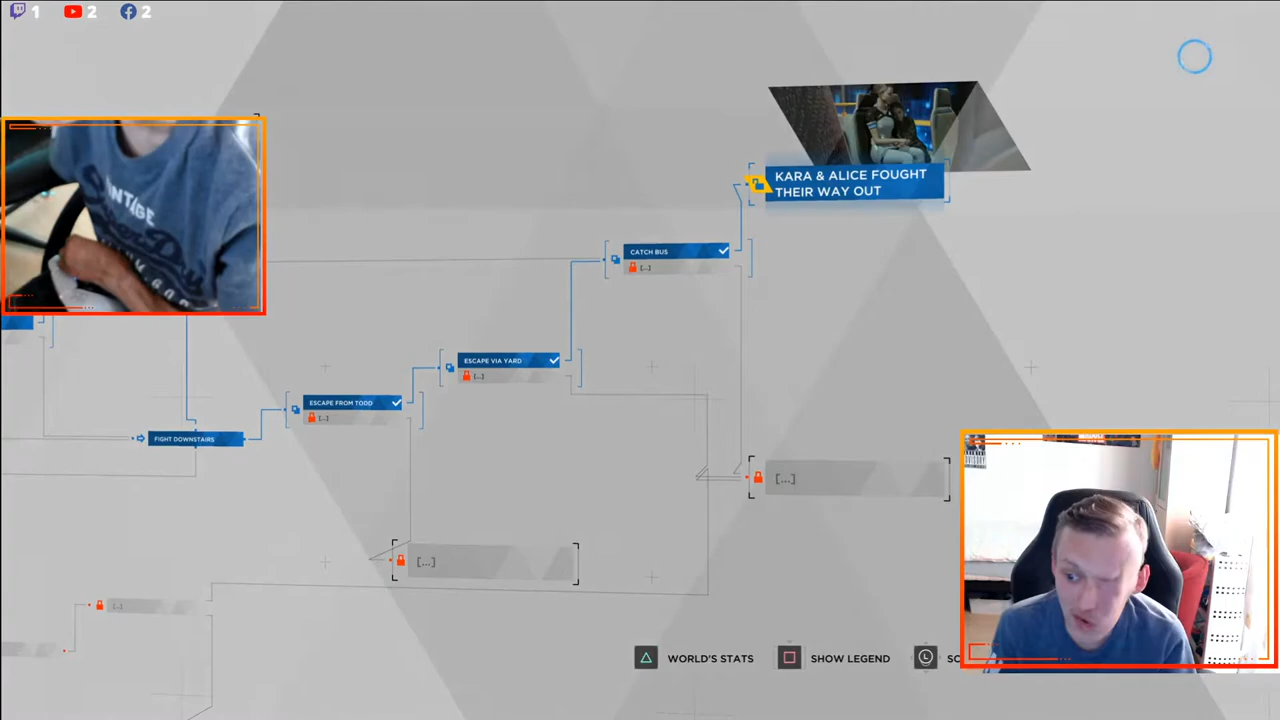 1 2 2
KARA & ALICE FOUGHT
THEIR WAY OUT
CATCH BUS
[...]
ESCAPE VIA YARD
[...]
ESCAPE FROM TODD
[...]
FIGHT DOWNSTAIRS
[...]
[...]
[...]
WORLD'S STATS
SHOW LEGEND
L
SC